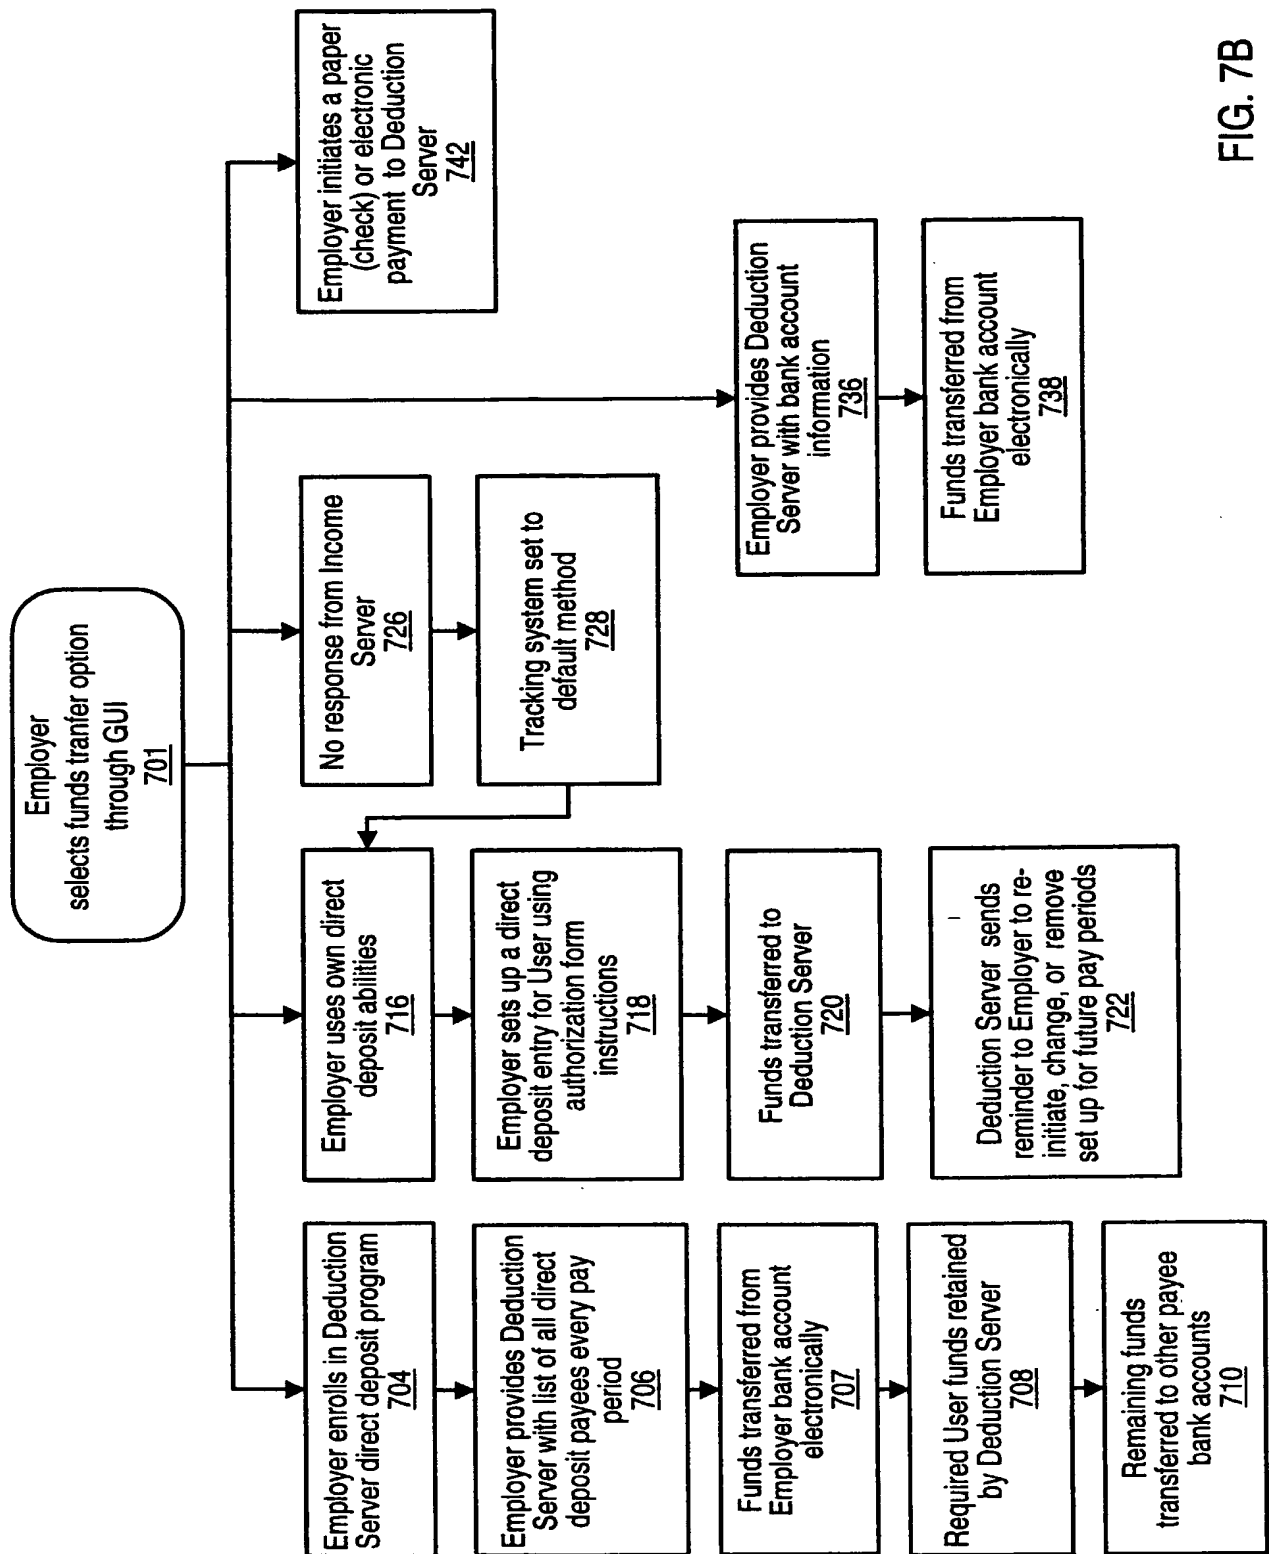 Employer
selects funds tranfer option
through GUI
701
Employer enrolls in Deduction
Server direct deposit program
704
Employer provides Deduction
Server with list of all direct
deposit payees every pay
period
706
Funds transferred from
Employer bank account
electronically
707
Required User funds retained
by Deduction Server
708
Remaining funds
transferred to other payee
bank accounts
710
Employer uses own direct
deposit abilities
716
Employer sets up a direct
deposit entry for User using
authorization form
instructions
718
Funds transferred to
Deduction Server
720
Deduction Server sends
reminder to Employer to re-
initiate, change, or remove
set up for future pay periods
722
No response from Income
Server
726
Tracking system set to
default method
728
Employer provides Deduction
Server with bank account
information
736
Funds transferred from
Employer bank account
electronically
738
Employer initiates a paper
(check) or electronic
payment to Deduction
Server
742
FIG. 7B